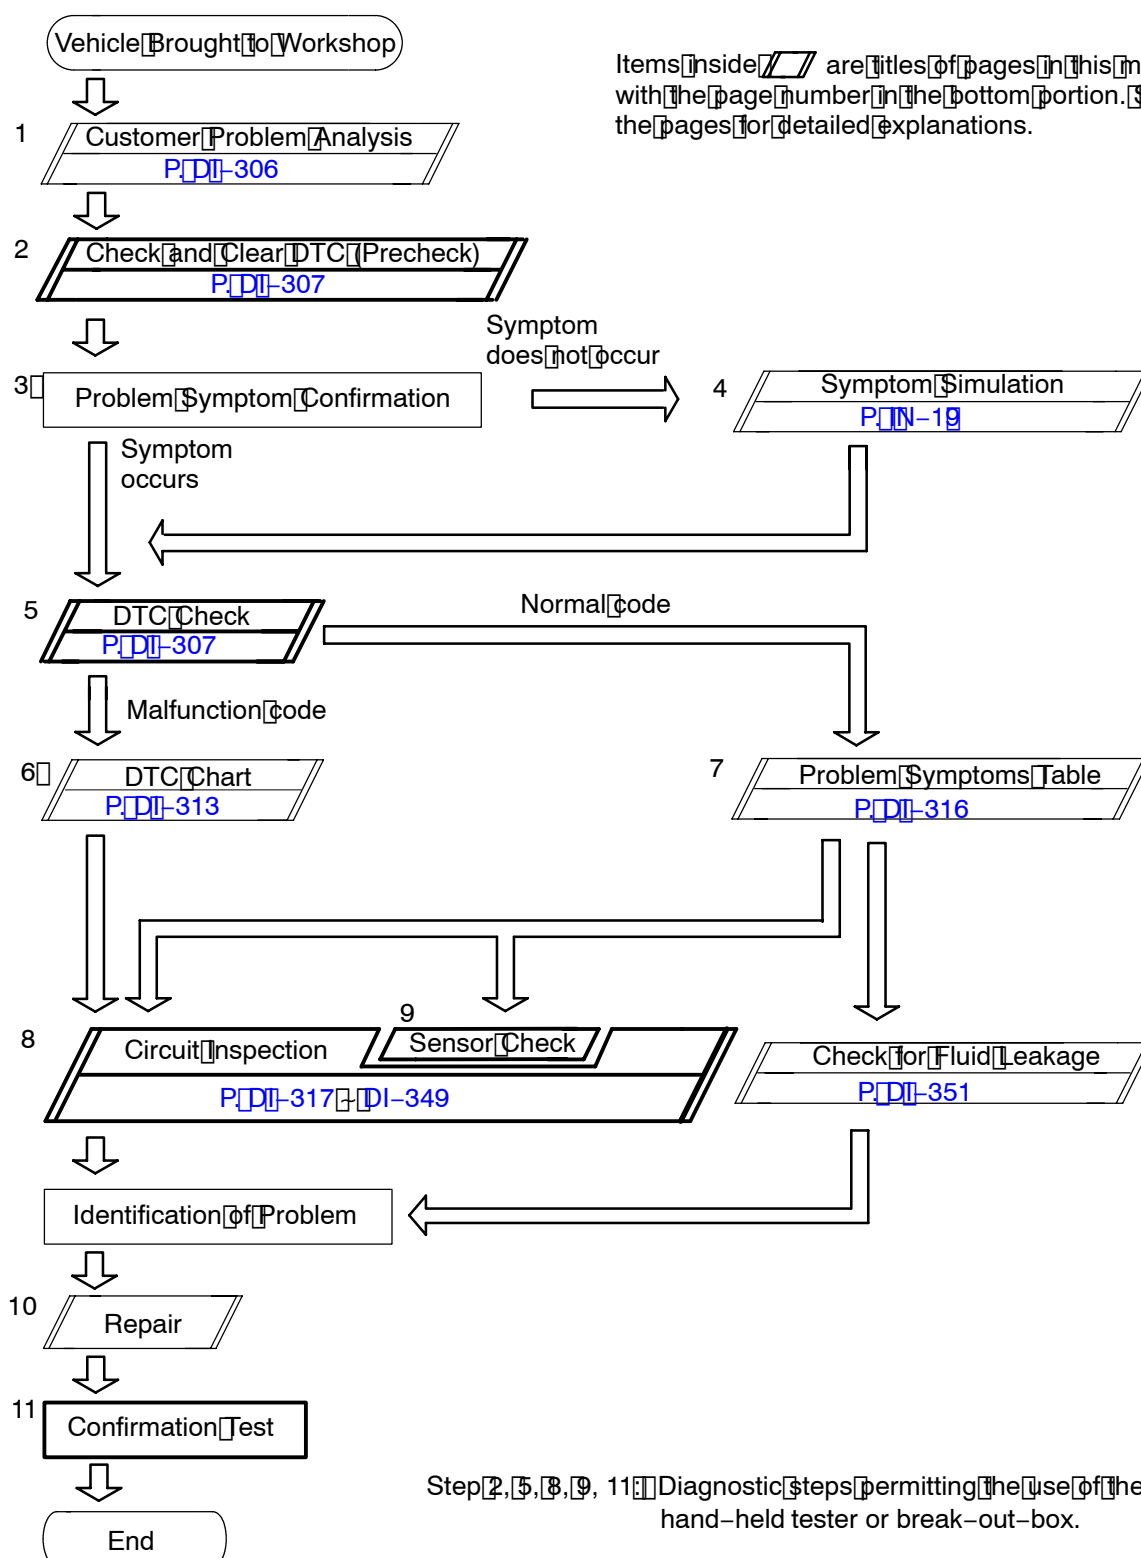 Vehicle Brought to Workshop
Items inside are titles of pages in this
with the page number in the bottom portion.
the pages for detailed explanations.
1
Customer Problem Analysis
P. DI–306
2
Check and Clear DTC (Precheck)
P. DI–307
Symptom
does not occur
3
Problem Symptom Confirmation
4
Symptom Simulation
P. IN–19
Symptom
occurs
5
DTC Check
P. DI–307
Normal code
Malfunction code
6
DTC Chart
P. DI–313
7
Problem Symptoms Table
P. DI–316
8
Circuit Inspection
9
Sensor Check
P. DI–317 ~ DI–349
Check for Fluid Leakage
P. DI–351
Identification of Problem
10
Repair
11
Confirmation Test
Step 2, 5, 8, 9, 11: Diagnostic steps permitting the use of the
hand–held tester or break–out–box.
End